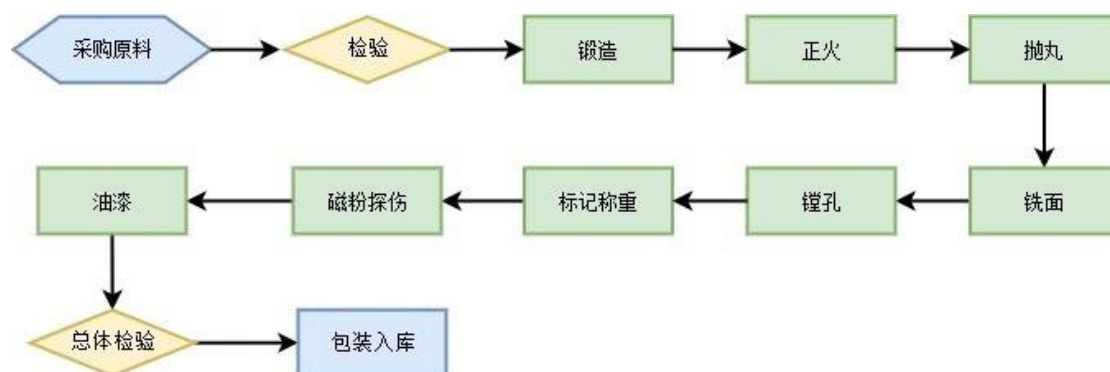 采购原料
检验
锻造
正火
抛丸
铣面
镗孔
标记称重
磁粉探伤
油漆
总体检验
包装入库